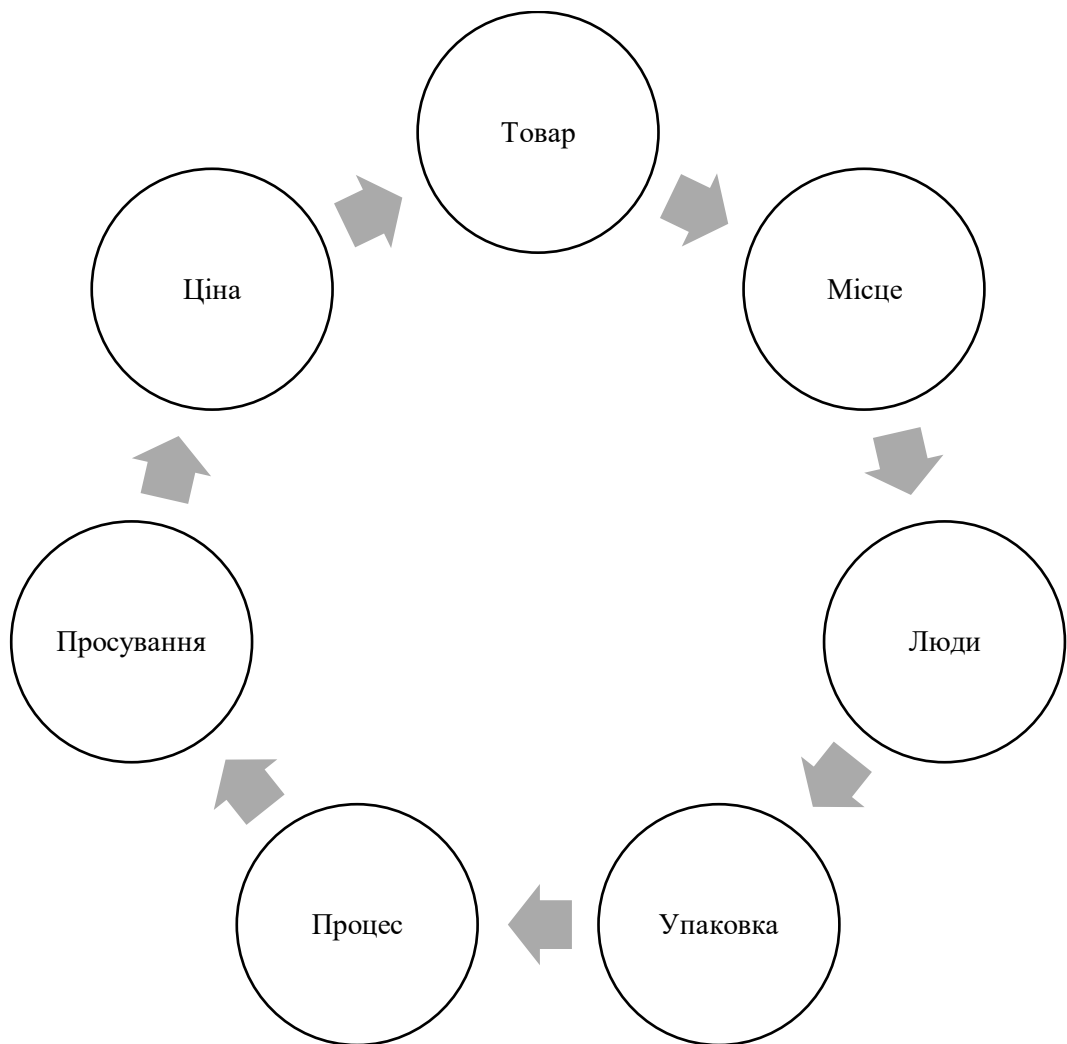 Товар
Місце
Люди
Упаковка
Процес
Просування
Ціна